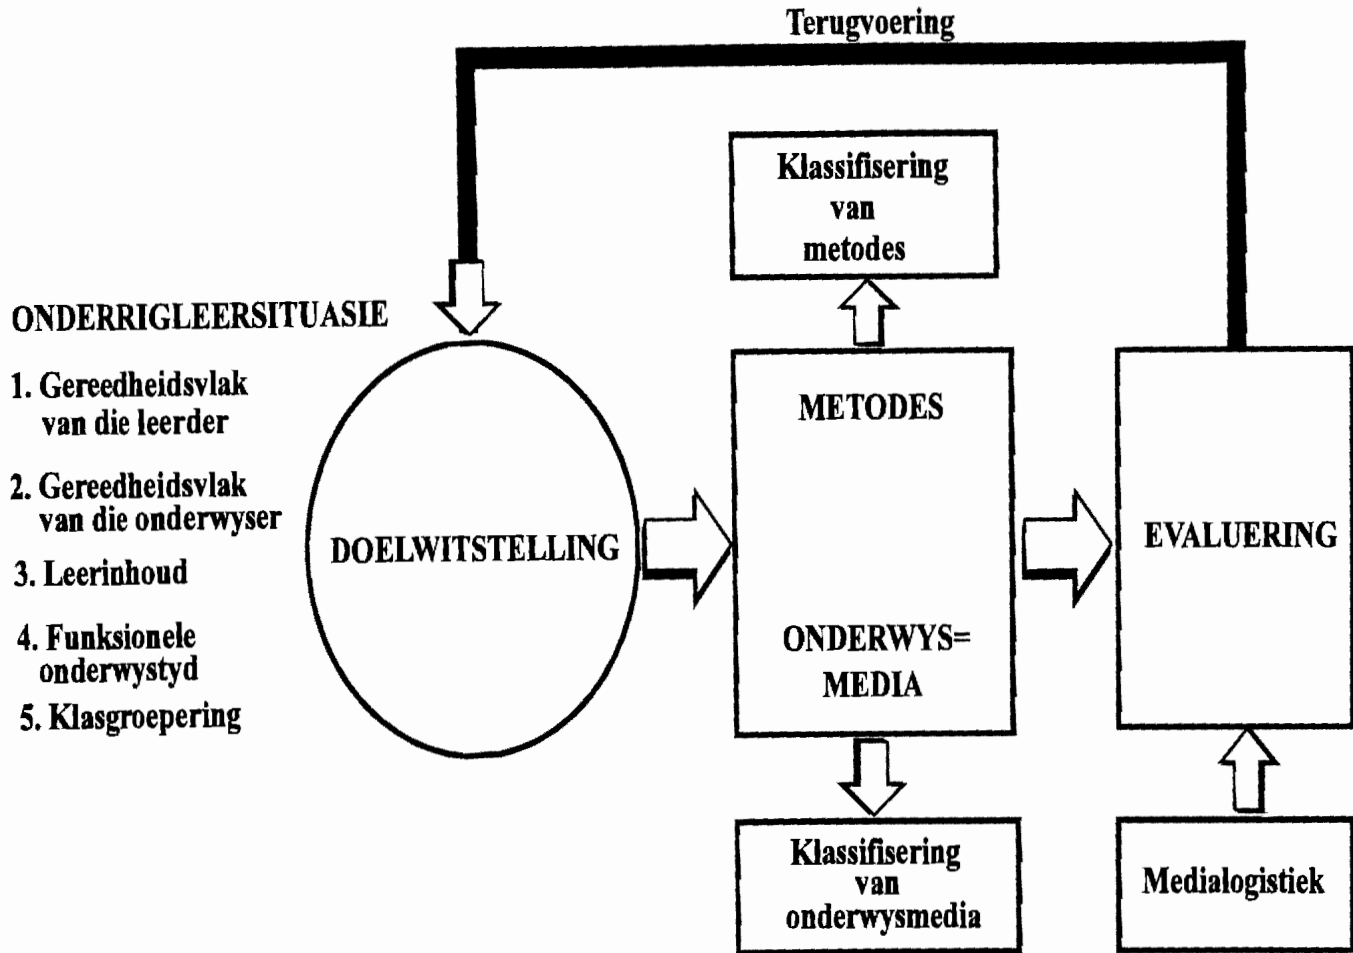 Terugvoering
Klassifisering
van
metodes
ONDERRIGLEERSITUASIE
1. Gereedheidsvlak
van die leerder
2. Gereedheidsvlak
van die onderwyser
3. Leerinhoud
4. Funksionele
onderwystyd
5. Klasgroepering
DOELWITSTELLING
METODES
ONDERWYS=
MEDIA
EVALUERING
Klassifisering
van
onderwysmedia
Medialogistiek